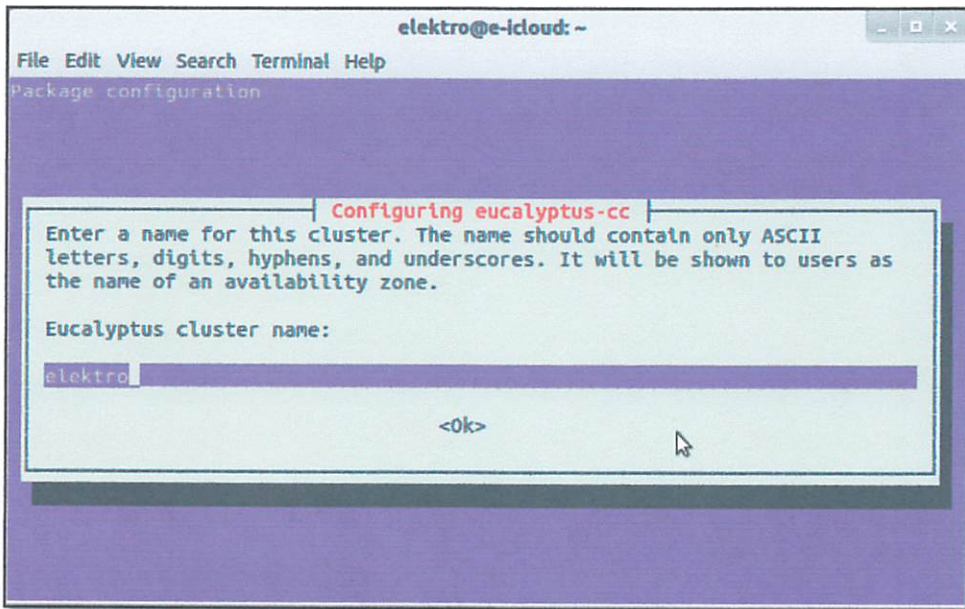 elektro@e-icloud: ~
File Edit View Search Terminal Help
Package configuration
Configuring eucalyptus-cc
Enter a name for this cluster. The name should contain only ASCII
letters, digits, hyphens, and underscores. It will be shown to users as
the name of an availability zone.
Eucalyptus cluster name:
elektro_
<Ok>